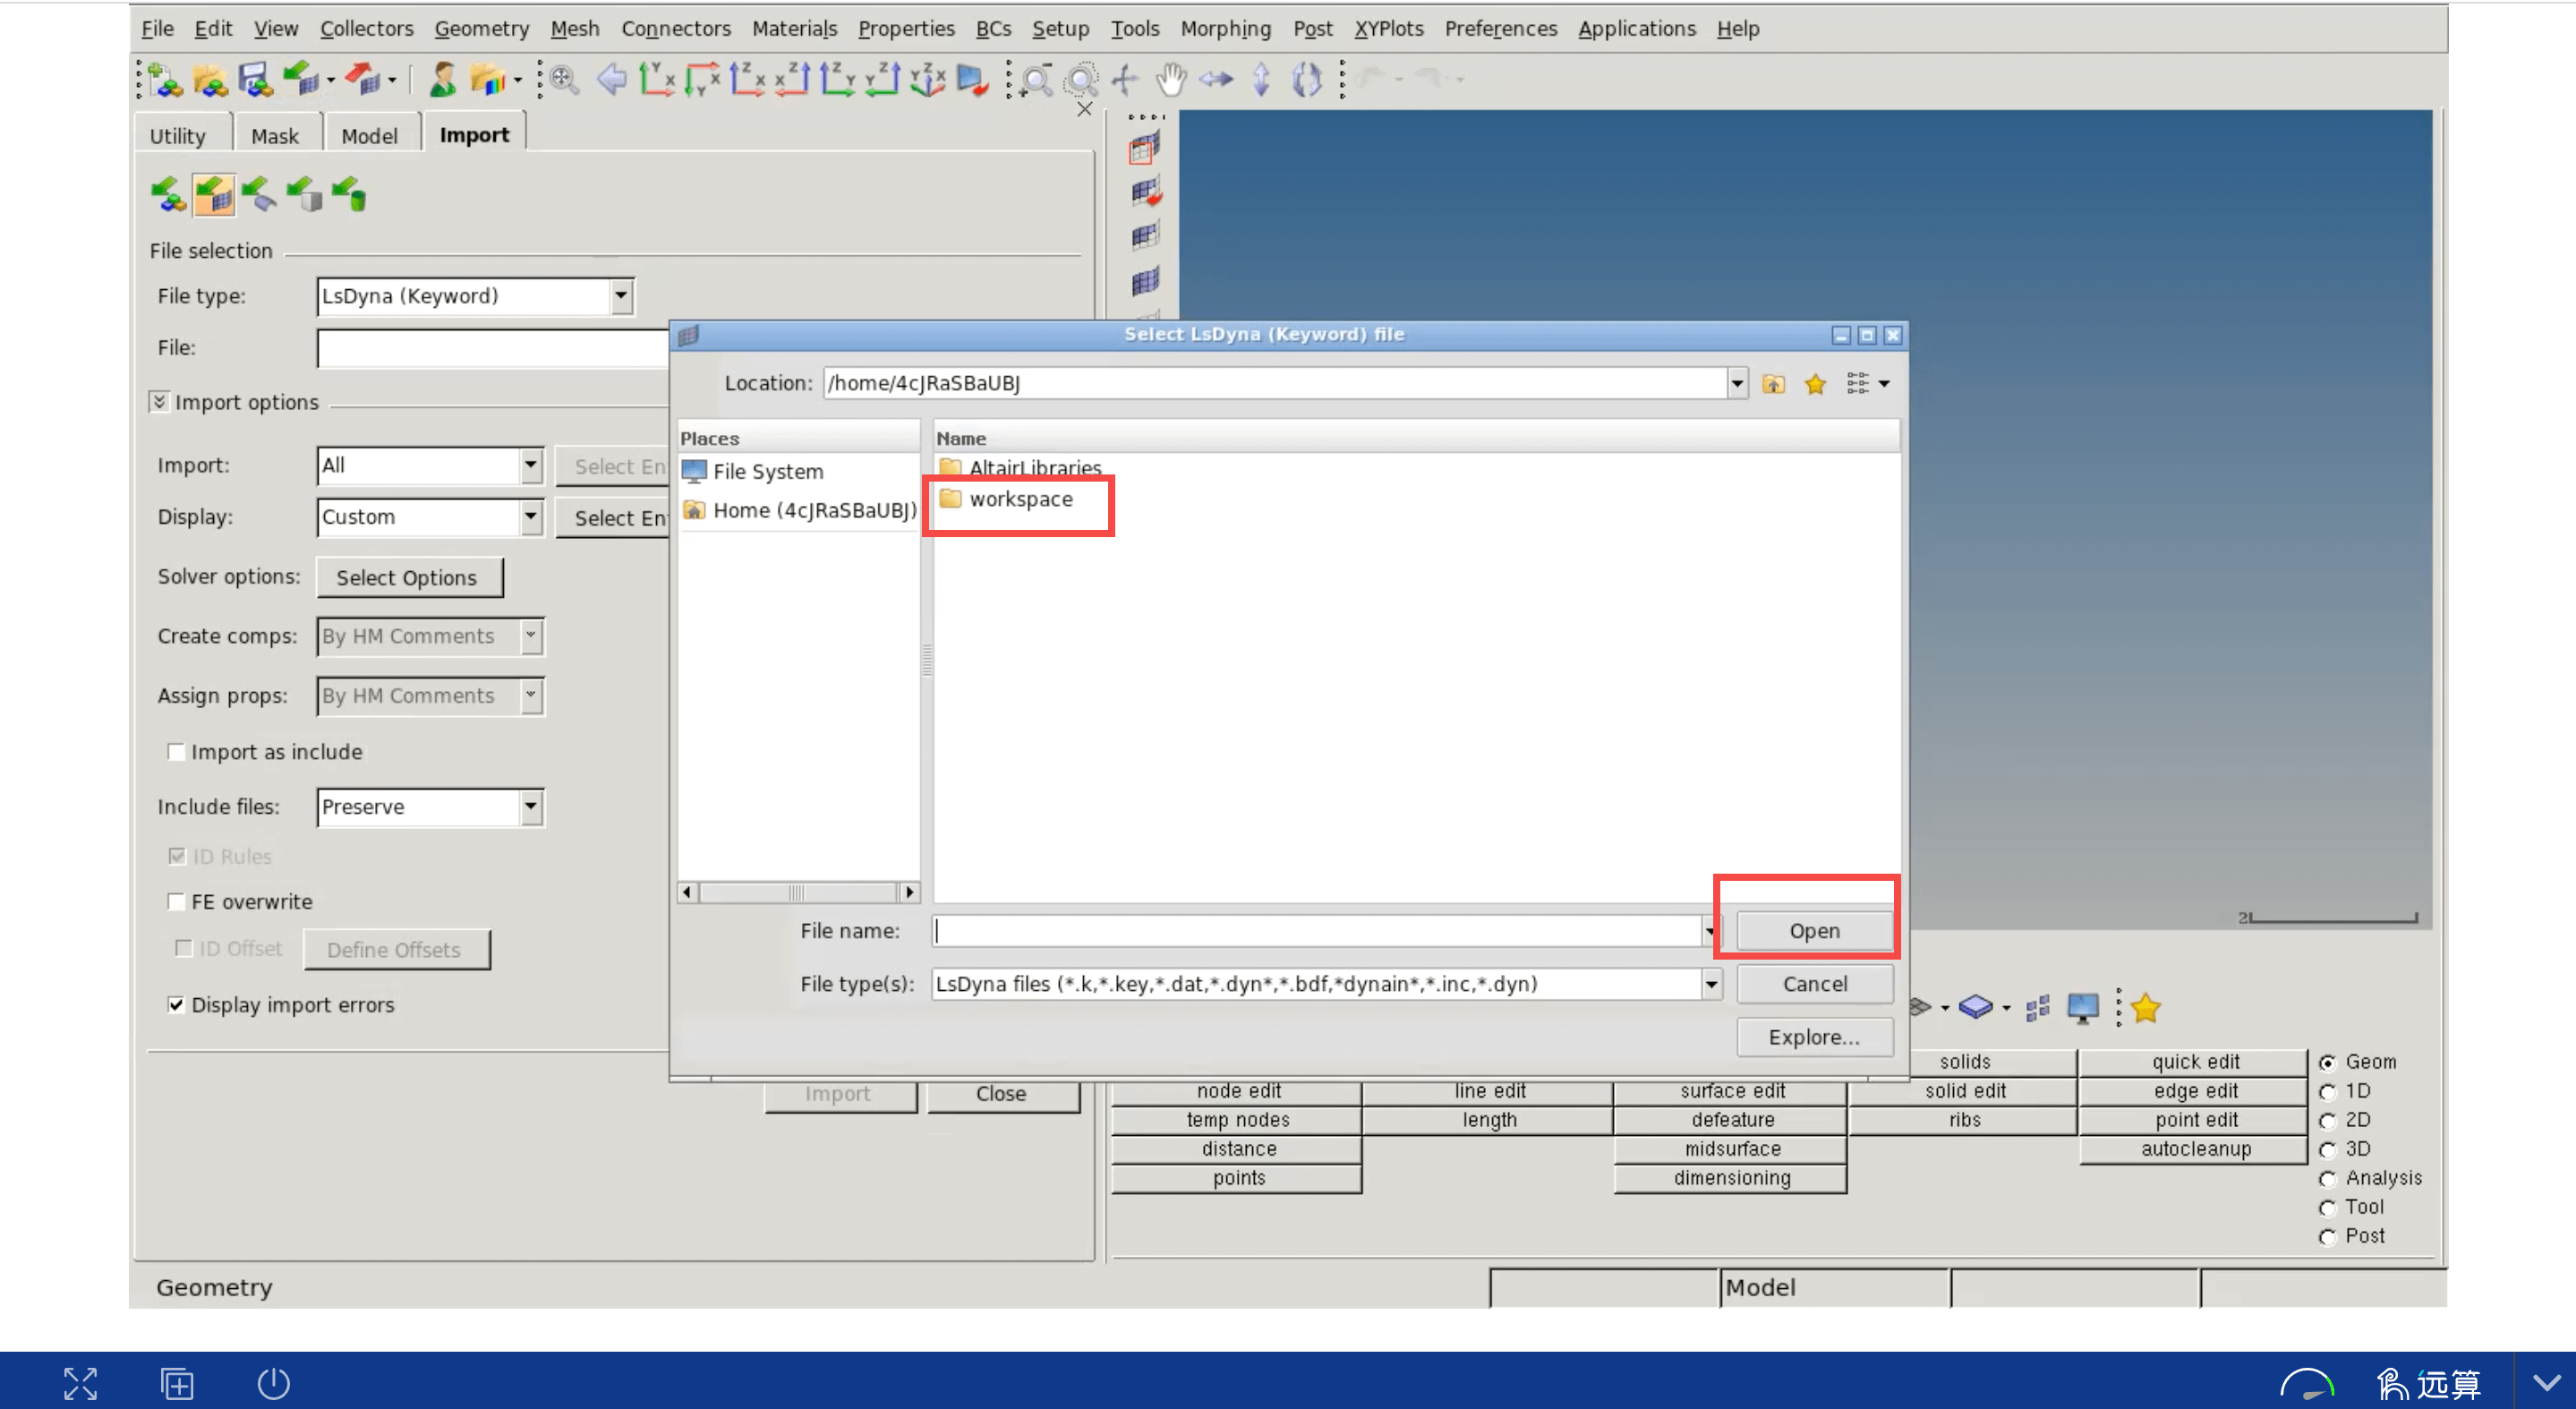 File Edit View Collectors Geometry Mesh Connectors Materials Properties BCs Setup Tools Morphing Post XYPlots Preferences Applications Help
Utility Mask Model Import
File selection
File type: LsDyna (Keyword)
File:
Import options
Import: All Select En
Display: Custom Select En
Solver options: Select Options
Create comps: By HM Comments
Assign props: By HM Comments
Import as include
Include files: Preserve
ID Rules
FE overwrite
ID Offset Define Offsets
Display import errors
Import Close
Select LsDyna (Keyword) file
Location: /home/4cJRaSBaUBJ
Places Name
File System AltairLibraries
Home (4cJRaSBaUBJ) workspace
File name: Open
File type(s): LsDyna files (*.k,*.key,*.dat,*.dyn*,*.bdf,*dynain*,*.inc,*.dyn) Cancel
Explore...
solids quick edit Geom
node edit line edit surface edit solid edit edge edit 1D
temp nodes length defeature ribs point edit 2D
distance midsurface autocleanup 3D
points dimensioning Analysis
Tool
Post
Geometry Model
远算